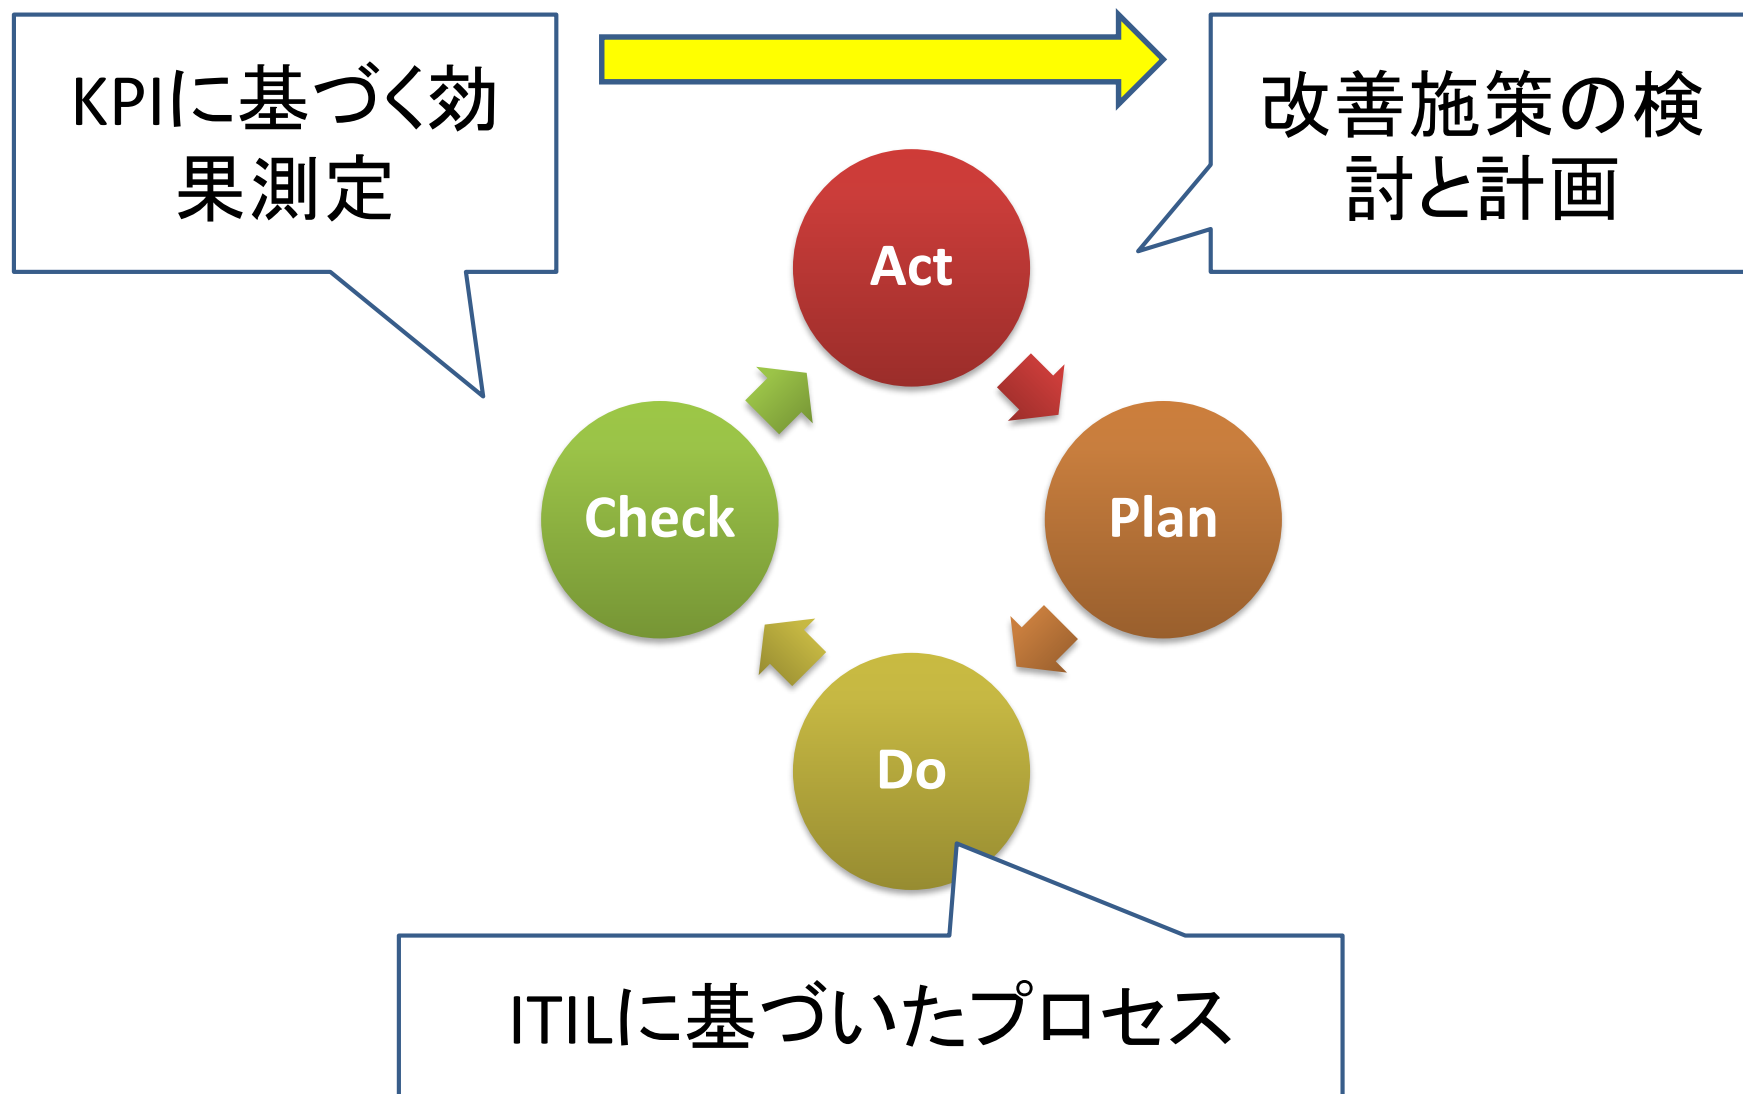 KPIに基づく効
果測定
改善施策の検
討と計画
Act
Check
Plan
Do
ITILに基づいたプロセス